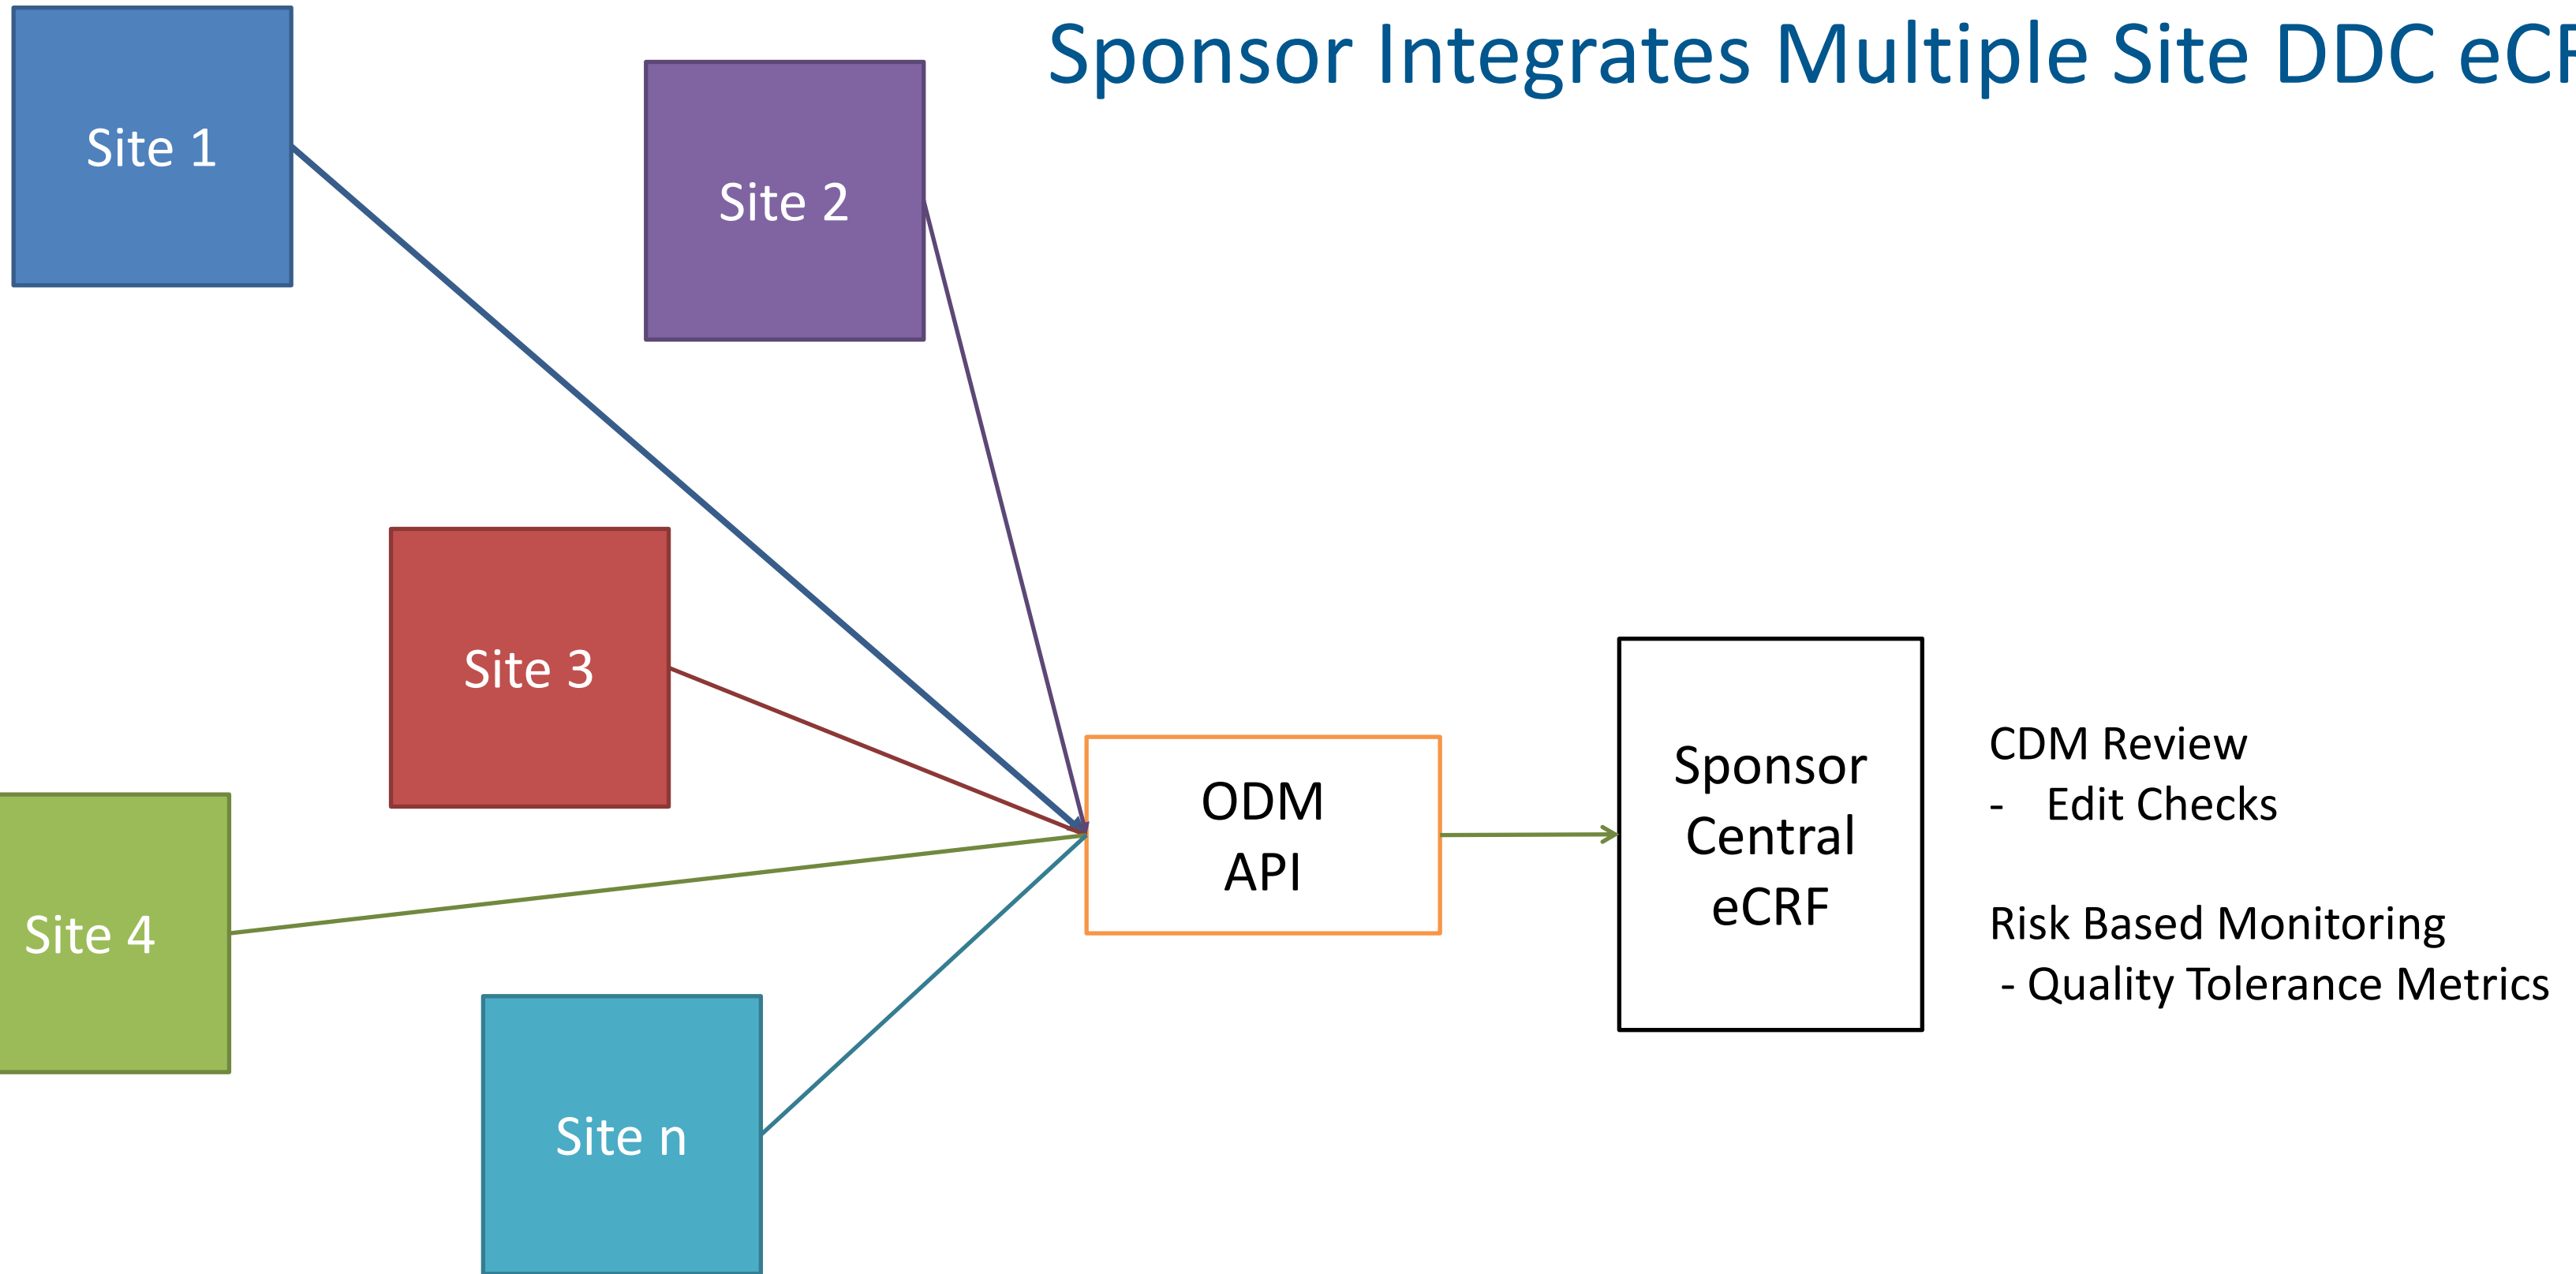 Sponsor Integrates Multiple Site DDC
Site 1
Site 2
Site 3
Site 4
Site n
ODM
API
Sponsor
Central
eCRF
CDM Review
- Edit Checks
Risk Based Monitoring
- Quality Tolerance Metrics